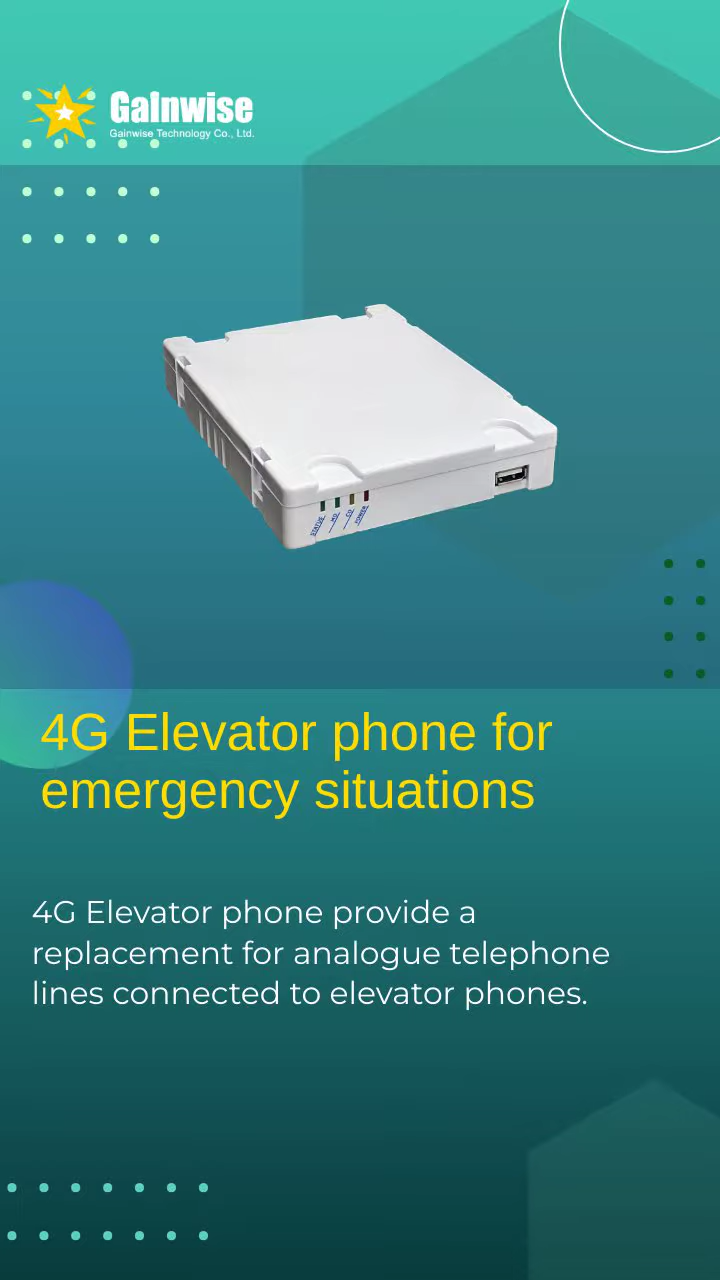 Gainwise
Gainwise Technology Co., Ltd.
STATUS
POWER
4G Elevator phone for
emergency situations
4G Elevator phone provide a
replacement for analogue telephone
lines connected to elevator phones.